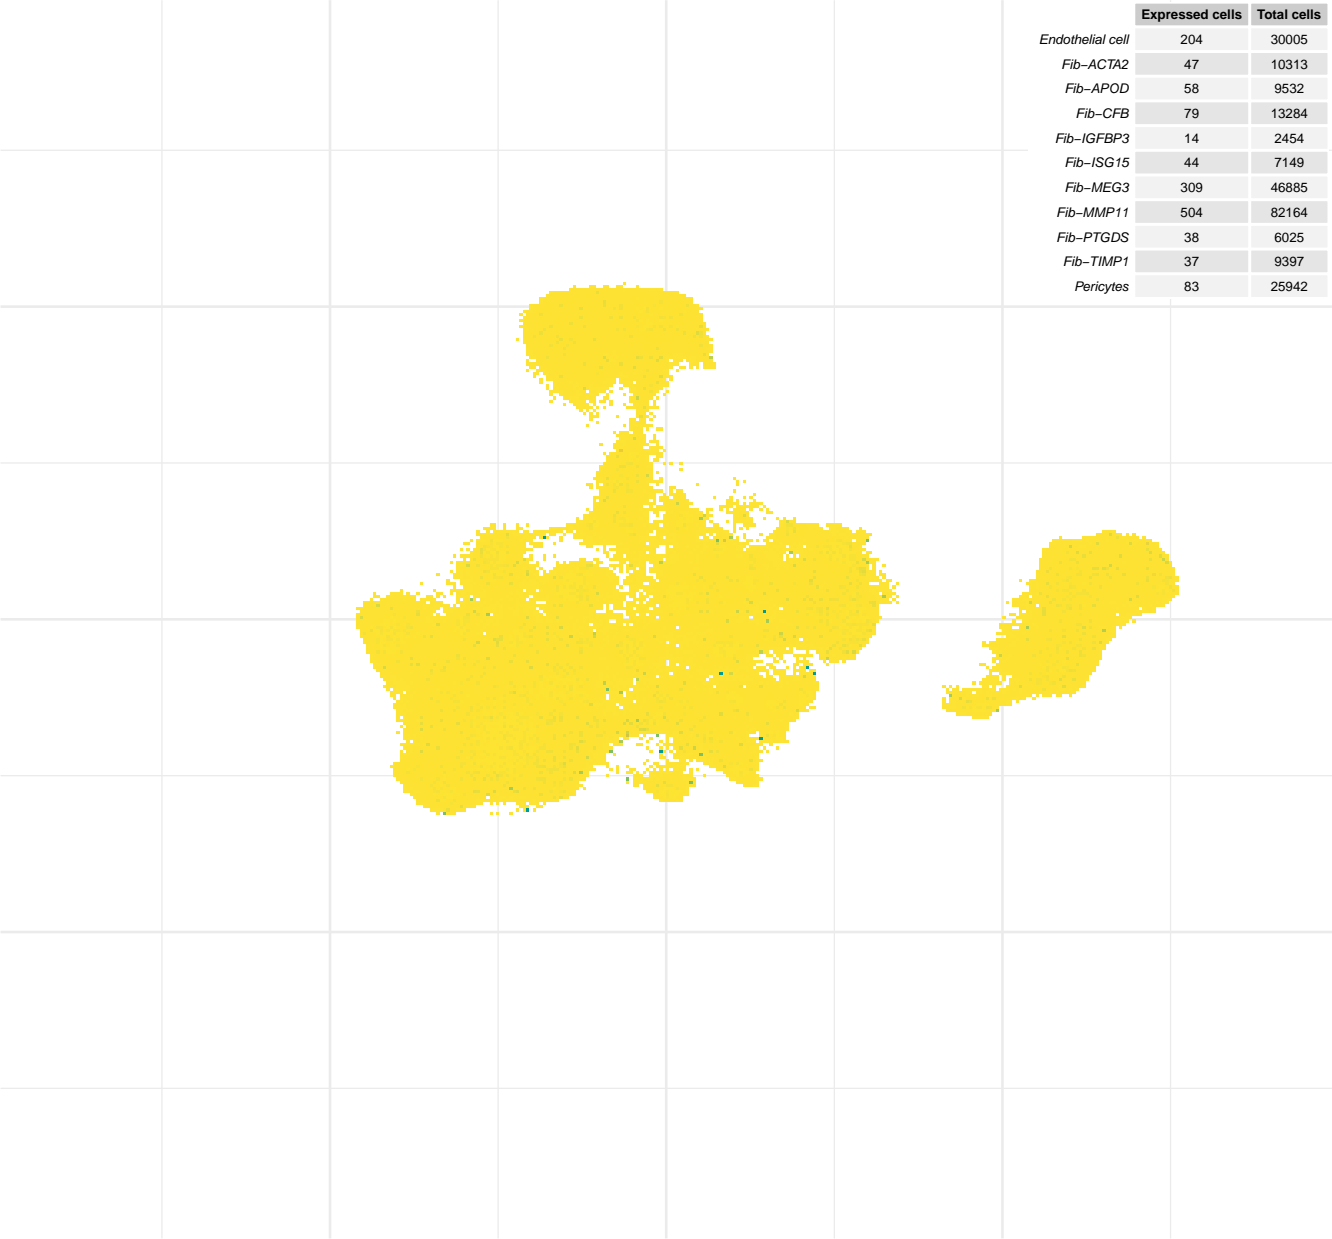 Expressed cells Total cells
Endothelial cell 204 30005
Fib−ACTA2 47 10313
Fib−APOD 58 9532
Fib−CFB 79 13284
Fib−IGFBP3 14 2454
Fib−ISG15 44 7149
Fib−MEG3 309 46885
Fib−MMP11 504 82164
Fib−PTGDS 38 6025
Fib−TIMP1 37 9397
Pericytes 83 25942